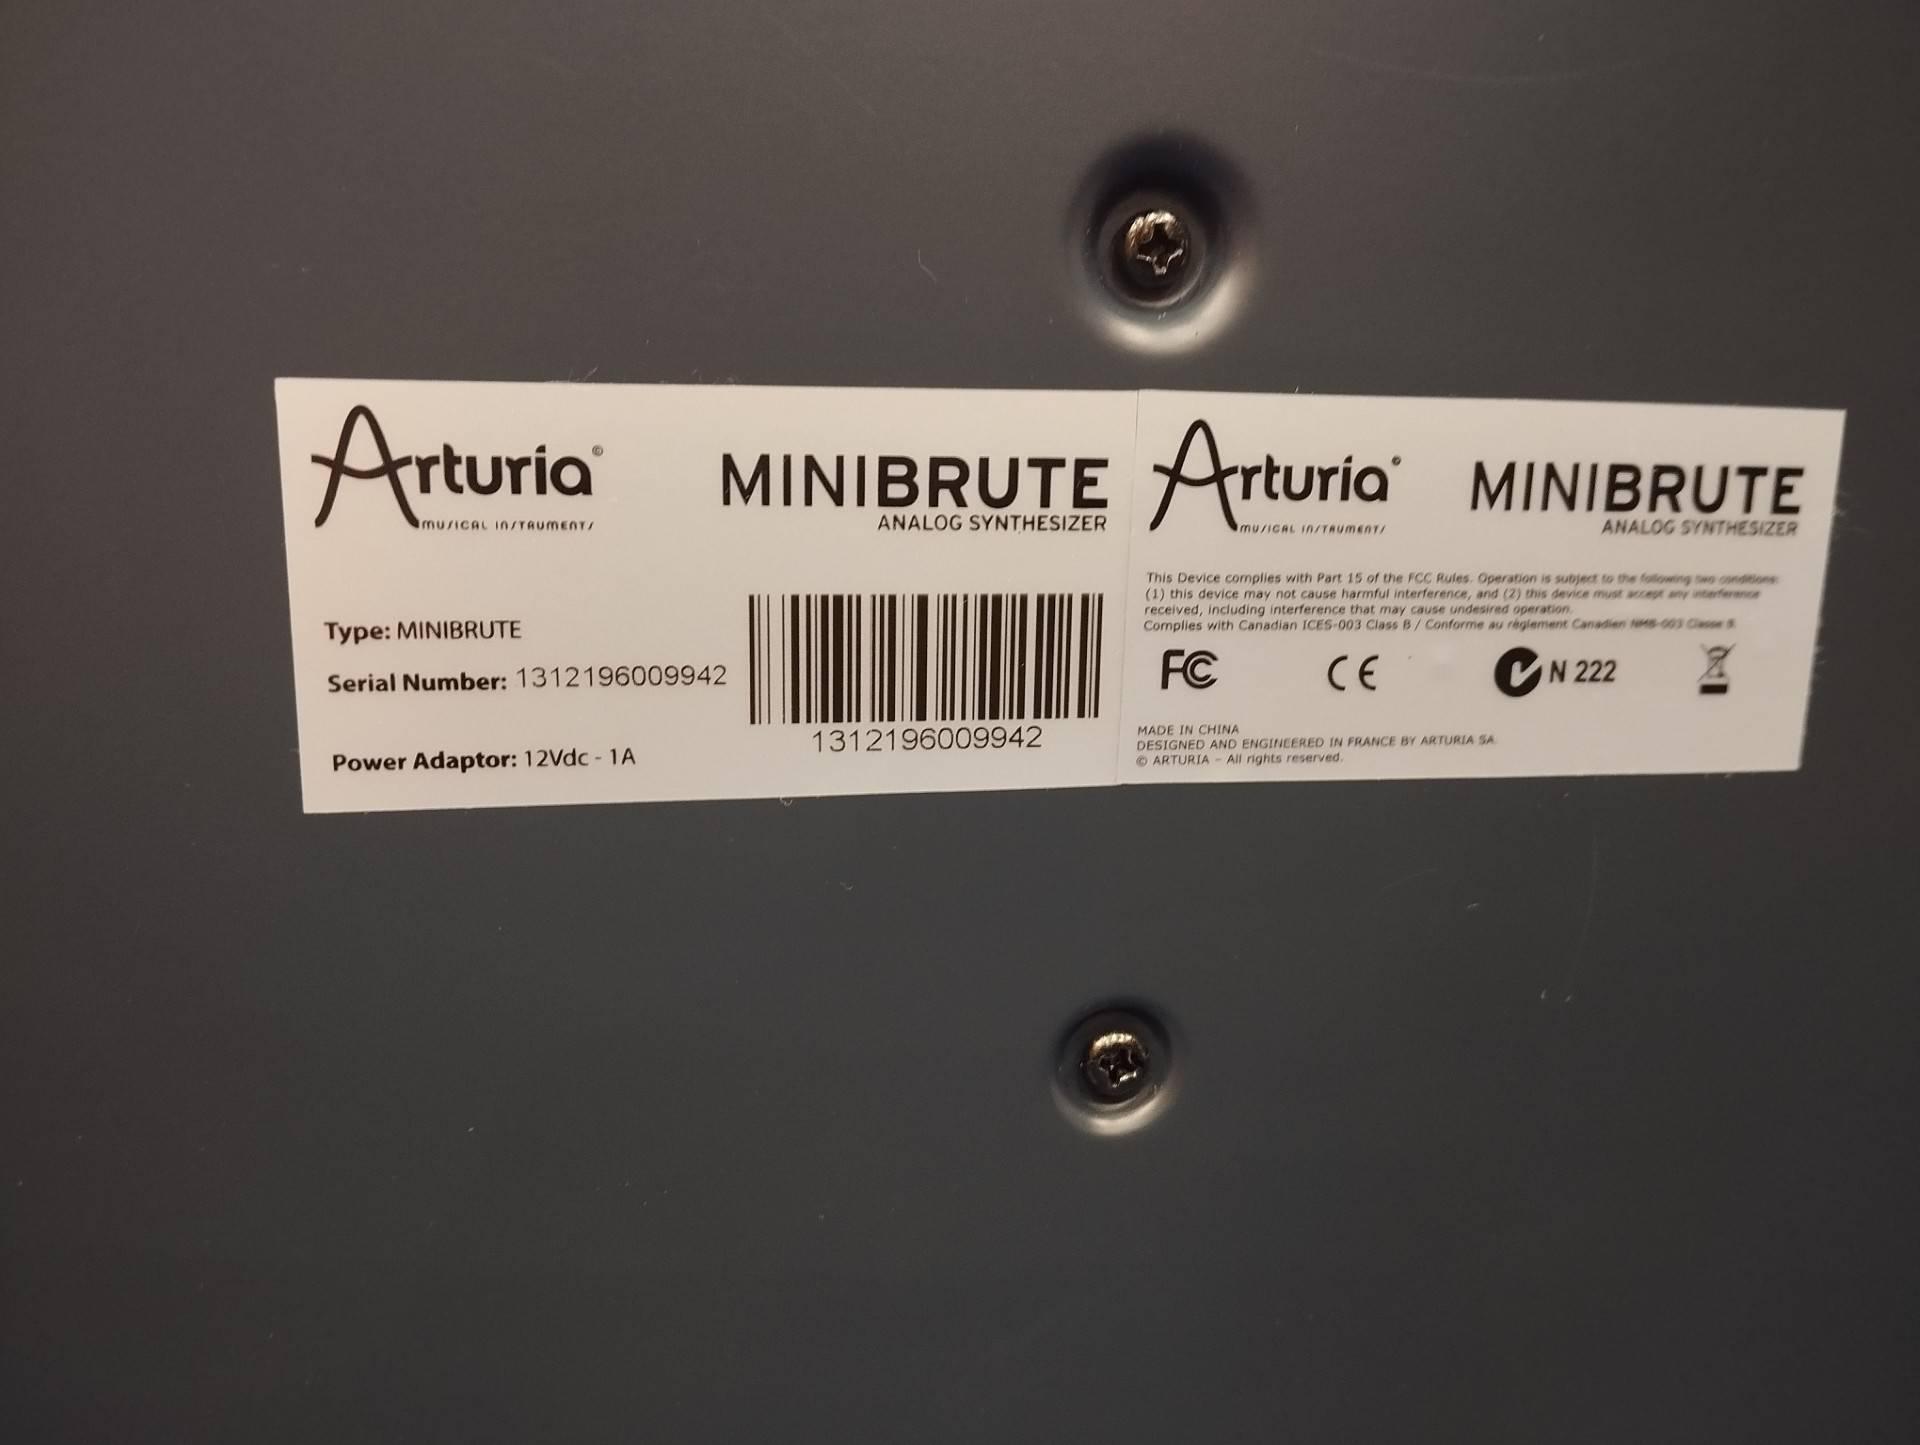 Arturia©
MUSICAL INSTRUMENTS
MINIBRUTE
ANALOG SYNTHESIZER
Type: MINIBRUTE
Serial Number: 1312196009942
1312196009942
Power Adaptor: 12Vdc - 1A
Arturia©
MUSICAL INSTRUMENTS
MINIBRUTE
ANALOG SYNTHESIZER
This Device complies with Part 15 of the FCC Rules. Operation is subject to the following two conditions:
(1) this device may not cause harmful interference, and (2) this device must accept any interference
received, including interference that may cause undesired operation.
Complies with Canadian ICES-003 Class B / Conforme au règlement Canadien NMB-003 Classe B.
FC CE N 222
MADE IN CHINA
DESIGNED AND ENGINEERED IN FRANCE BY ARTURIA SA.
© ARTURIA - All rights reserved.